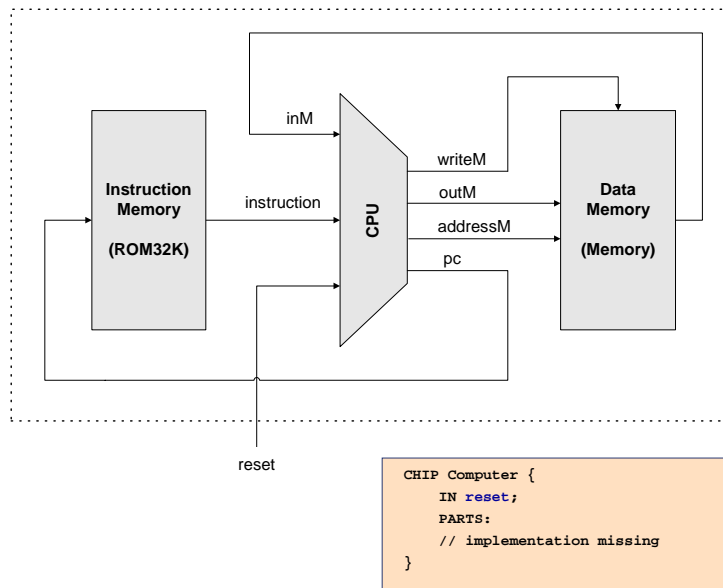 inM
writeM
Instruction
Memory
(ROM32K)
instruction
CPU
outM
addressM
pc
Data
Memory
(Memory)
reset
CHIP Computer {
IN reset;
PARTS:
// implementation missing
}